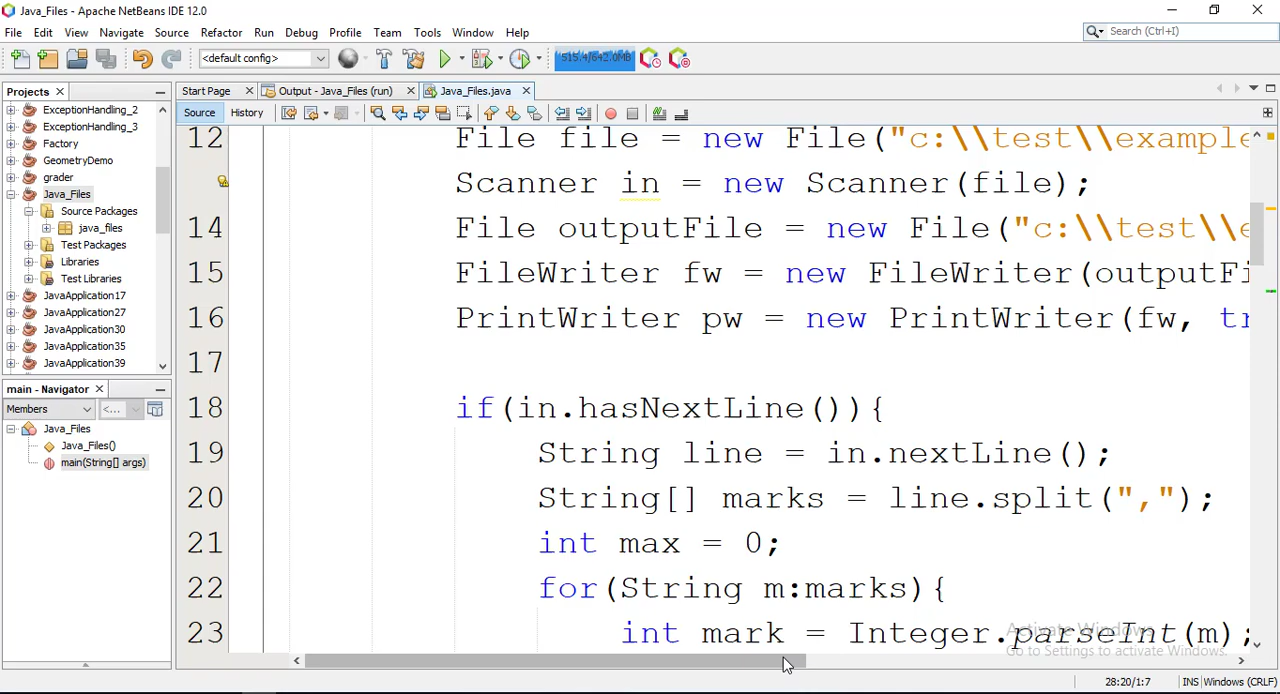 Java_Files - Apache NetBeans IDE 12.0
File Edit View Navigate Source Refactor Run Debug Profile Team Tools Window Help
Search (Ctrl+I)
<default config>
515.4/642.0MB
Projects
Start Page
Output - Java_Files (run)
Java_Files.java
Source History
ExceptionHandling_2
ExceptionHandling_3
Factory
GeometryDemo
grader
Java_Files
Source Packages
java_files
Test Packages
Libraries
Test Libraries
JavaApplication17
JavaApplication27
JavaApplication30
JavaApplication35
JavaApplication39
main - Navigator
Members
<...
Java_Files
Java_Files()
main(String[] args)
12 File file = new File("c:\\test\\example
Scanner in = new Scanner(file);
14 File outputFile = new File("c:\\test\\e
15 FileWriter fw = new FileWriter(outputFi
16 PrintWriter pw = new PrintWriter(fw, tr
17
18 if(in.hasNextLine()){
19 String line = in.nextLine();
20 String[] marks = line.split(",");
21 int max = 0;
22 for(String m:marks){
23 int mark = Integer.parseInt(m);
Activate Windows
Go to Settings to activate Windows.
28:20/1:7 INS Windows (CRLF)